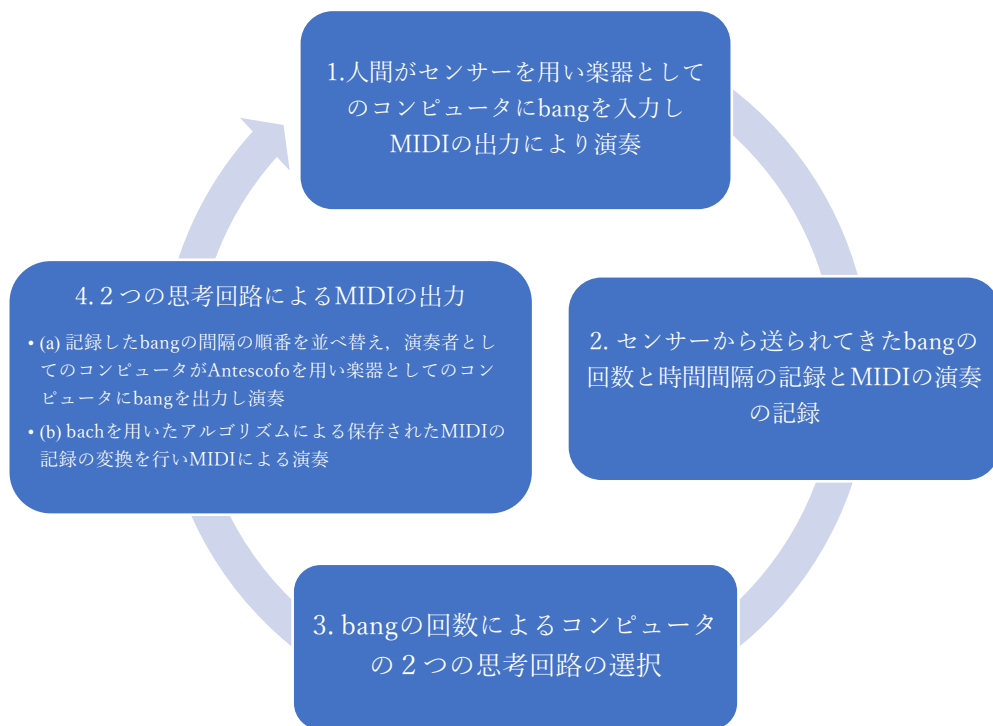 1.人間がセンサーを用い楽器として
のコンピュータにbangを入力し
MIDIの出力により演奏
2. センサーから送られてきたbangの
回数と時間間隔の記録とMIDIの演奏
の記録
3. bangの回数によるコンピュータ
の２つの思考回路の選択
4. ２つの思考回路によるMIDIの出力
• (a) 記録したbangの間隔の順番を並べ替え，演奏者とし
てのコンピュータがAntescofoを用い楽器としてのコン
ピュータにbangを出力し演奏
• (b) bachを用いたアルゴリズムによる保存されたMIDIの
記録の変換を行いMIDIによる演奏